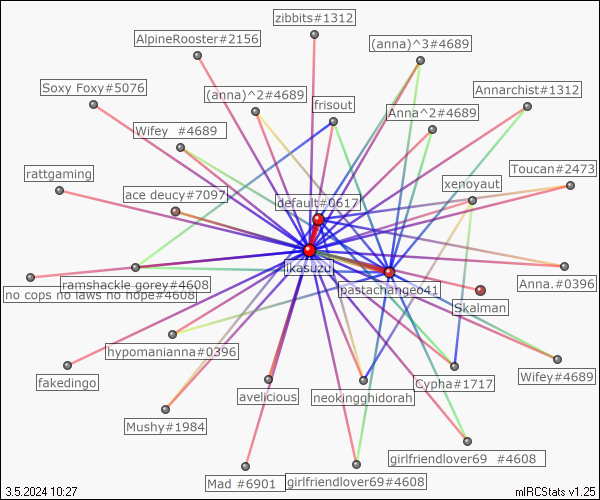 zibbits#1312
AlpineRooster#2156
(anna)^3#4689
Soxy Foxy#5076
(anna)^2#4689
Annarchist#1312
frisout
Anna^2#4689
Wifey #4689
Toucan#2473
rattgaming
xenoyaut
ace deucy#7097
default#0617
likasuzu
Anna.#0396
ramshackle gorey#4608
pastachange41
no cops no laws no hope#4608
Skalman
hypomanianna#0396
fakedingo
Wifey#4689
Cypha#1717
avelicious
neokingghidorah
Mushy#1984
girlfriendlover69 #4608
Mad #6901
girlfriendlover69#4608
3.5.2024 10:27
mIRCStats v1.25